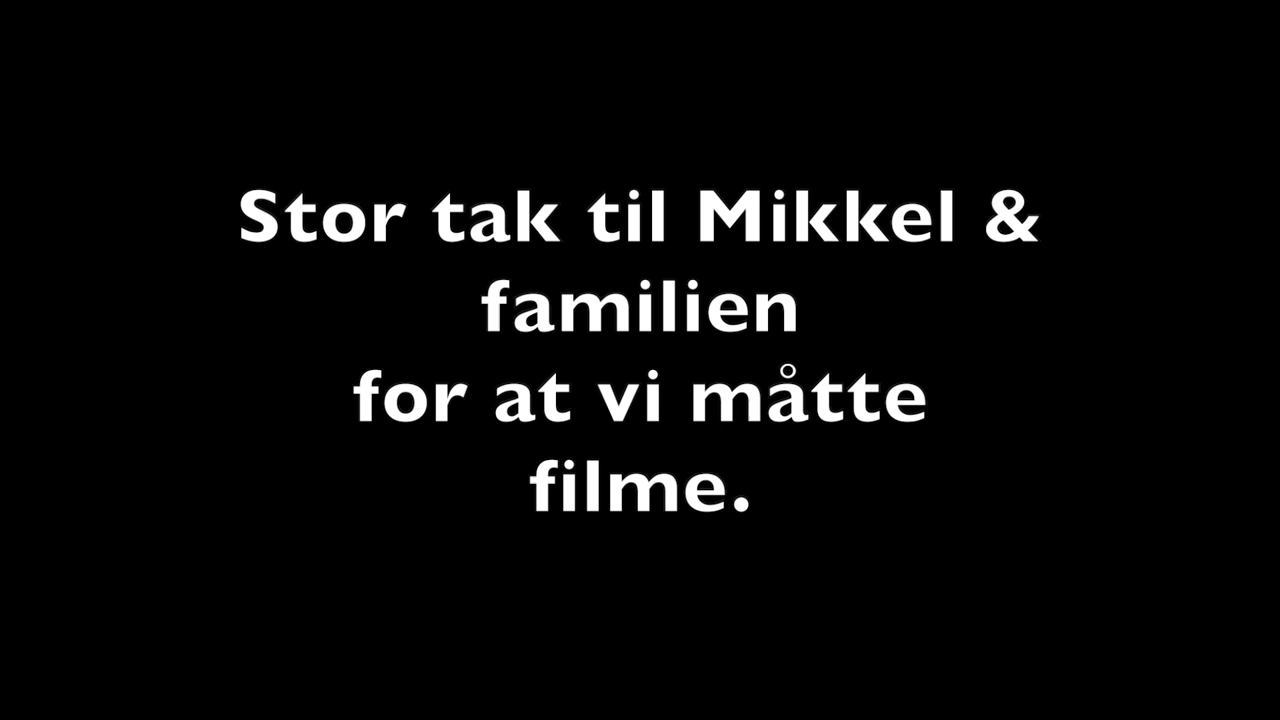 Stor tak til Mikkel &
familien
for at vi måtte
filme.